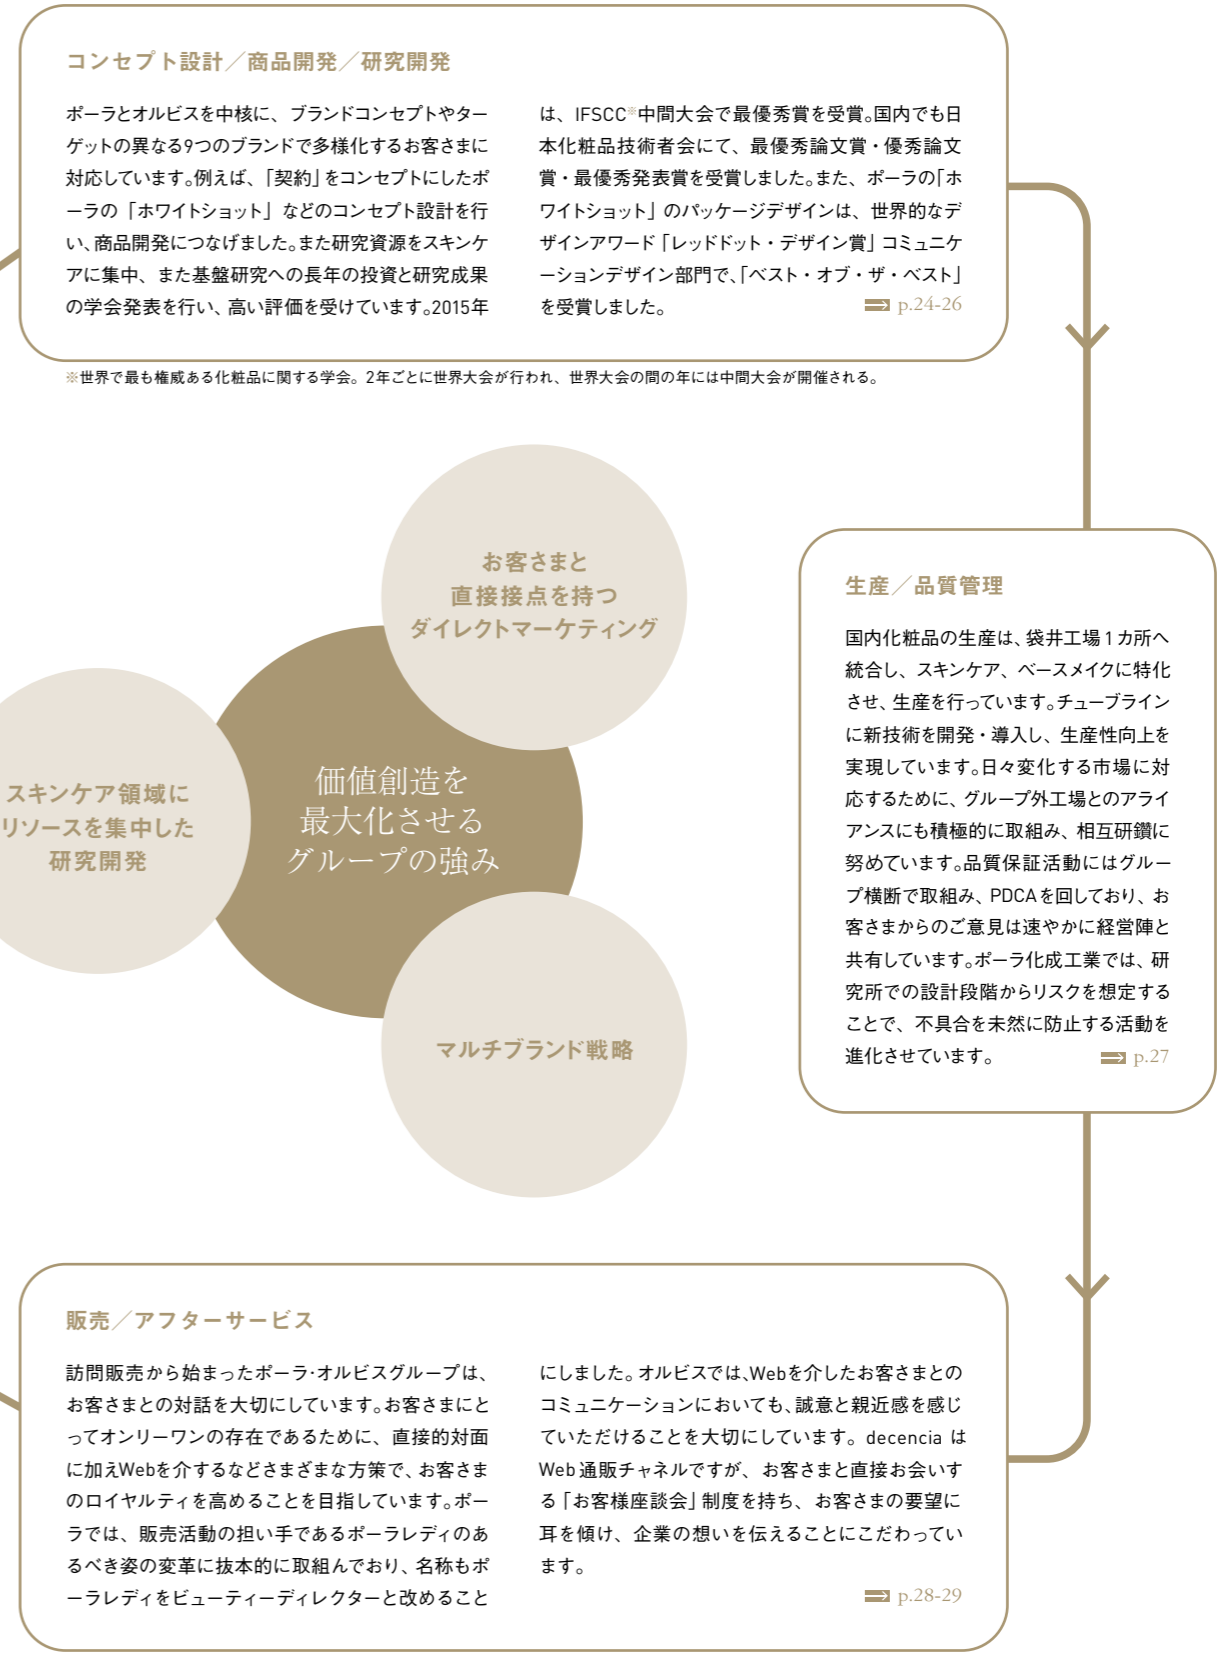 コンセプト設計／商品開発／研究開発
ポーラとオルビスを中核に、ブランドコンセプトやター
ゲットの異なる9つのブランドで多様化するお客さまに
対応しています。例えば、「契約」をコンセプトにしたポ
ーラの「ホワイトショット」などのコンセプト設計を行
い、商品開発につなげました。また研究資源をスキンケ
アに集中、また基盤研究への長年の投資と研究成果
の学会発表を行い、高い評価を受けています。2015年
は、IFSCC※中間大会で最優秀賞を受賞。国内でも日
本化粧品技術者会にて、最優秀論文賞・優秀論文
賞・最優秀発表賞を受賞しました。また、ポーラの「ホ
ワイトショット」のパッケージデザインは、世界的なデ
ザインアワード「レッドドット・デザイン賞」コミュニケ
ーションデザイン部門で、「ベスト・オブ・ザ・ベスト」
を受賞しました。
p.24-26
※世界で最も権威ある化粧品に関する学会。2年ごとに世界大会が行われ、世界大会の間の年には中間大会が開催される。
お客さまと
直接接点を持つ
ダイレクトマーケティング
スキンケア領域に
リソースを集中した
研究開発
価値創造を
最大化させる
グループの強み
マルチブランド戦略
生産／品質管理
国内化粧品の生産は、袋井工場1カ所へ
統合し、スキンケア、ベースメイクに特化
させ、生産を行っています。チューブライン
に新技術を開発・導入し、生産性向上を
実現しています。日々変化する市場に対
応するために、グループ外工場とのアライ
アンスにも積極的に取組み、相互研鑽に
努めています。品質保証活動にはグルー
プ横断で取組み、PDCAを回しており、お
客さまからのご意見は速やかに経営陣と
共有しています。ポーラ化成工業では、研
究所での設計段階からリスクを想定する
ことで、不具合を未然に防止する活動を
進化させています。
p.27
販売／アフターサービス
訪問販売から始まったポーラ・オルビスグループは、
お客さまとの対話を大切にしています。お客さまにと
ってオンリーワンの存在であるために、直接的対面
に加えWebを介するなどさまざまな方策で、お客さま
のロイヤルティを高めることを目指しています。ポー
ラでは、販売活動の担い手であるポーラレディのあ
るべき姿の変革に抜本的に取組んでおり、名称もポ
ーラレディをビューティーディレクターと改めること
にしました。オルビスでは、Webを介したお客さまとの
コミュニケーションにおいても、誠意と親近感を感じ
ていただけることを大切にしています。decencia は
Web通販チャネルですが、お客さまと直接お会いす
る「お客様座談会」制度を持ち、お客さまの要望に
耳を傾け、企業の想いを伝えることにこだわってい
ます。
p.28-29